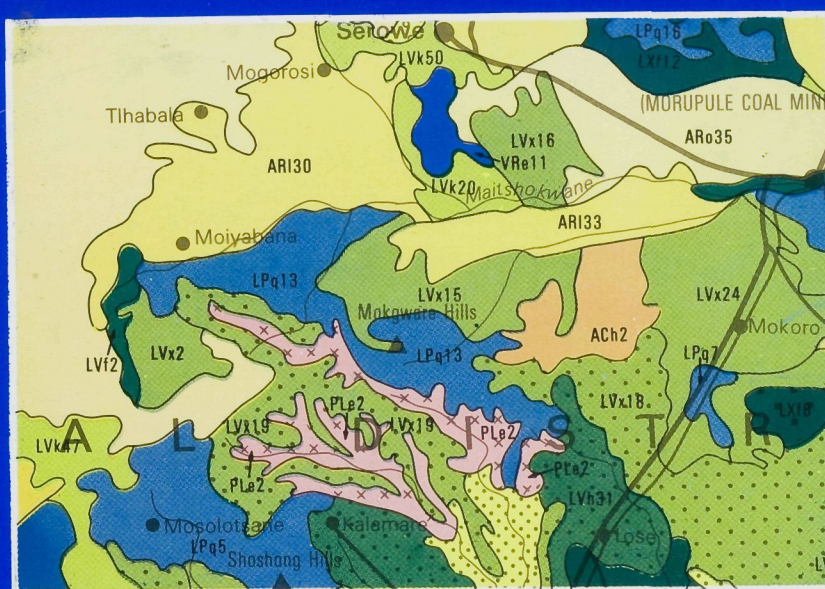 Serowe
LPq16
LVk50
LXf12
Mogorosi
(MORUPULE COAL MIN
Tlhabala
LVx16
ARo35
VRe11
ARl30
LVk20
Maitshokwane
ARl33
Moiyabana
LPq13
LVx15
LVx24
Mokgware Hills
Mokoro
ACh2
LVf2
LVx2
LPq13
LPq7
PLe2
LVx18
LXf8
LVk47
A L D I S T R
LVx19
LVx19
PLe2
PLe2
PLe2
LVh31
Mosolotsane
Kalamare
Lose
LPq5
Shoshong Hills